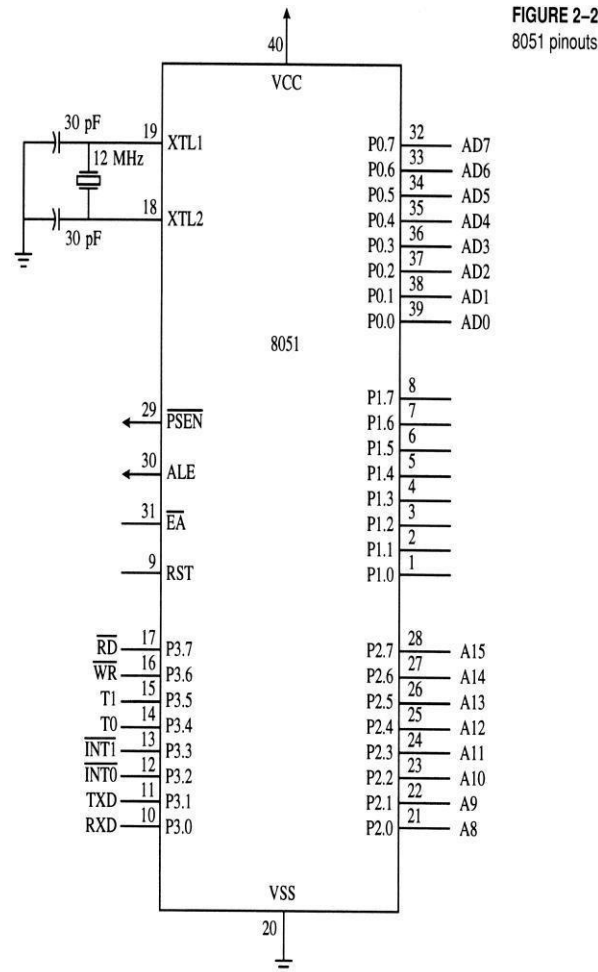 FIGURE 2–2
8051 pinouts
40
VCC
30 pF
19 XTL1
12 MHz
18 XTL2
30 pF
P0.7 32 AD7
P0.6 33 AD6
P0.5 34 AD5
P0.4 35 AD4
P0.3 36 AD3
P0.2 37 AD2
P0.1 38 AD1
P0.0 39 AD0
8051
29 PSEN
30 ALE
31 EA
9 RST
P1.7 8
P1.6 7
P1.5 6
P1.4 5
P1.3 4
P1.2 3
P1.1 2
P1.0 1
RD 17 P3.7
WR 16 P3.6
T1 15 P3.5
T0 14 P3.4
INT1 13 P3.3
INT0 12 P3.2
TXD 11 P3.1
RXD 10 P3.0
P2.7 28 A15
P2.6 27 A14
P2.5 26 A13
P2.4 25 A12
P2.3 24 A11
P2.2 23 A10
P2.1 22 A9
P2.0 21 A8
VSS
20